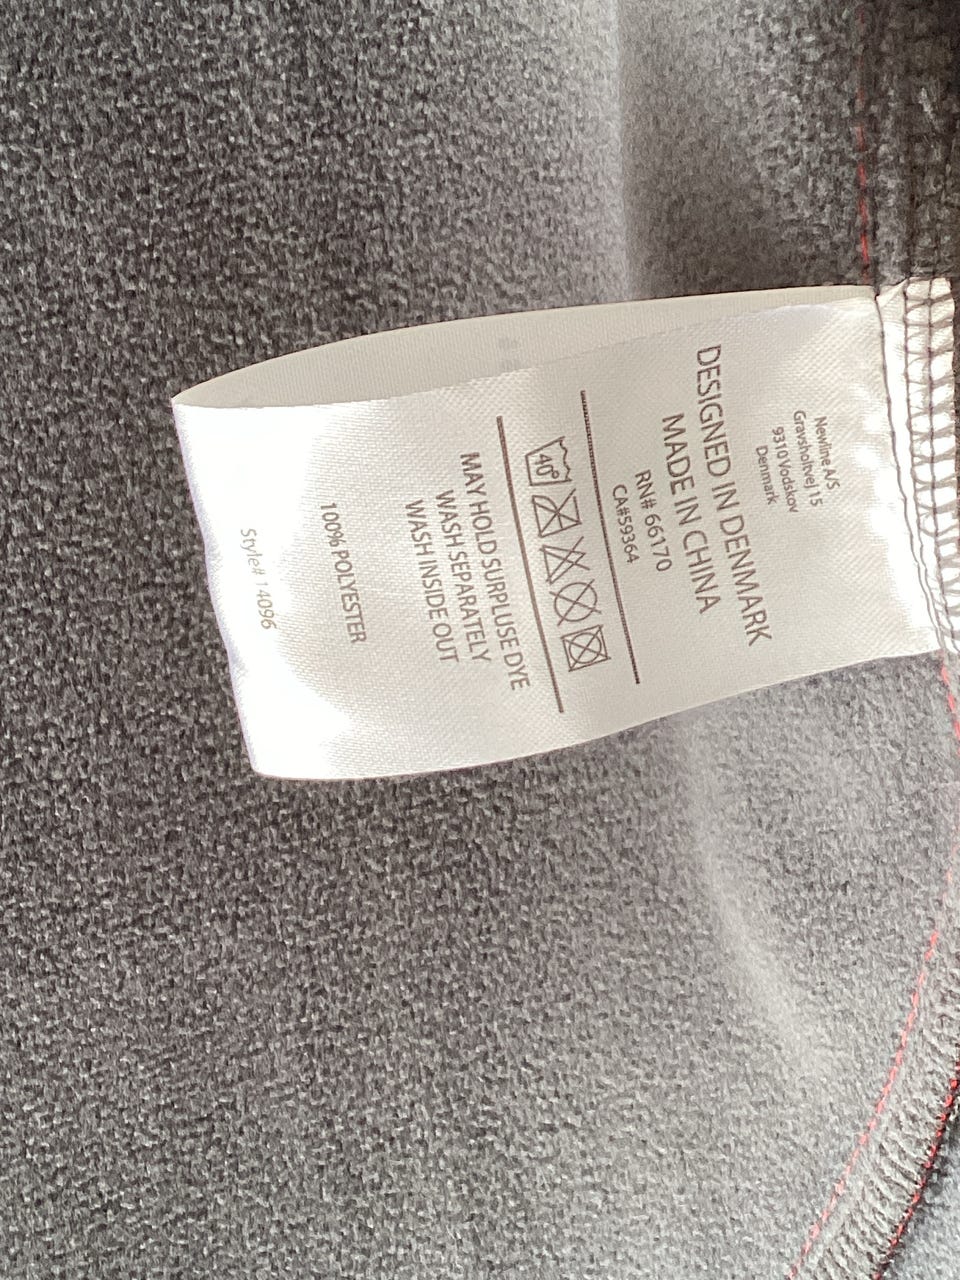 Newline A/S
Gravsholtvej 15
9310 Vodskov
Denmark
DESIGNED IN DENMARK
MADE IN CHINA
RN# 66170
CA#59364
40°
MAY HOLD SURPLUSE DYE
WASH SEPARATELY
WASH INSIDE OUT
100% POLYESTER
Style# 14096